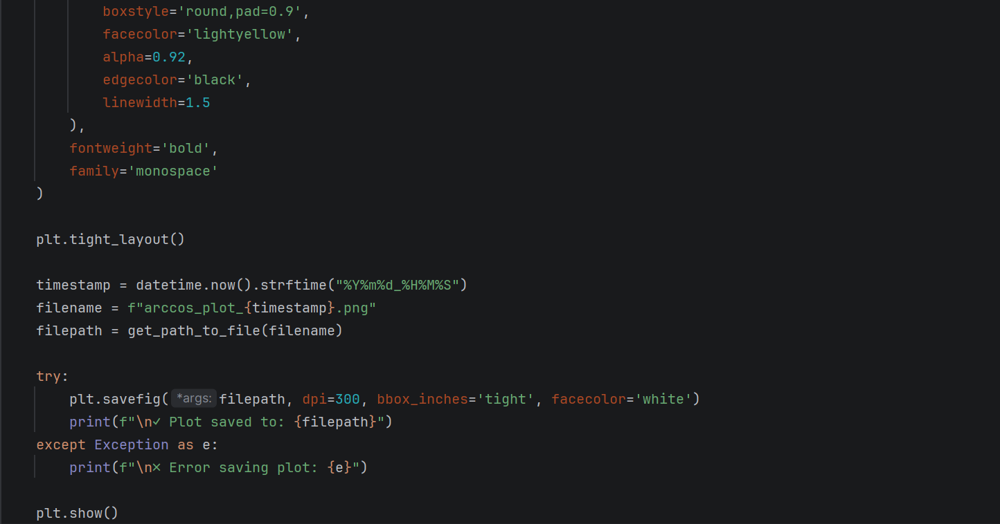 boxstyle='round,pad=0.9',
facecolor='lightyellow',
alpha=0.92,
edgecolor='black',
linewidth=1.5
),
fontweight='bold',
family='monospace'
)
plt.tight_layout()
timestamp = datetime.now().strftime("%Y%m%d_%H%M%S")
filename = f"arccos_plot_{timestamp}.png"
filepath = get_path_to_file(filename)
try:
plt.savefig( *args: filepath, dpi=300, bbox_inches='tight', facecolor='white')
print(f"\n✓ Plot saved to: {filepath}")
except Exception as e:
print(f"\n✕ Error saving plot: {e}")
plt.show()